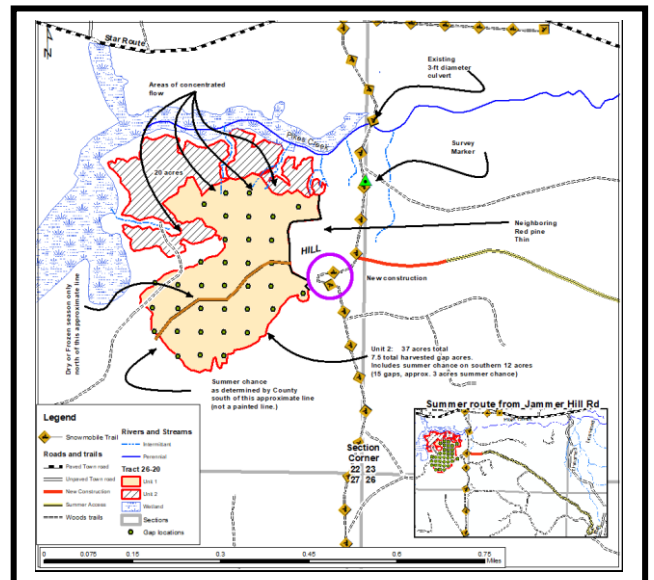 Star Route
N
Areas of concentrated
flow
Existing
3-ft diameter
culvert
Pikes Creek
Survey
Marker
20 acres
Neighboring
Red pine
Thin
HILL
New construction
Dry or Frozen season only
north of this approximate line
Unit 2: 37 acres total
7.5 total harvested gap acres.
Includes summer chance on southern 12 acres
(15 gaps, approx. 3 acres summer chance)
Summer chance
as determined by County
south of this approximate line
(not a painted line.)
Summer route from Jammer Hill Rd
Legend
Snowmobile Trail
Roads and trails
Paved Town road
Unpaved Town road
New Construction
Summer Access
Woods trails
Rivers and Streams
Intermittent
Perennial
Tract 26-20
Unit 1
Unit 2
Wetland
Sections
Gap locations
Section
Corner
22 23
27 26
0 0.075 0.15 0.3 0.45 0.6 0.75
Miles